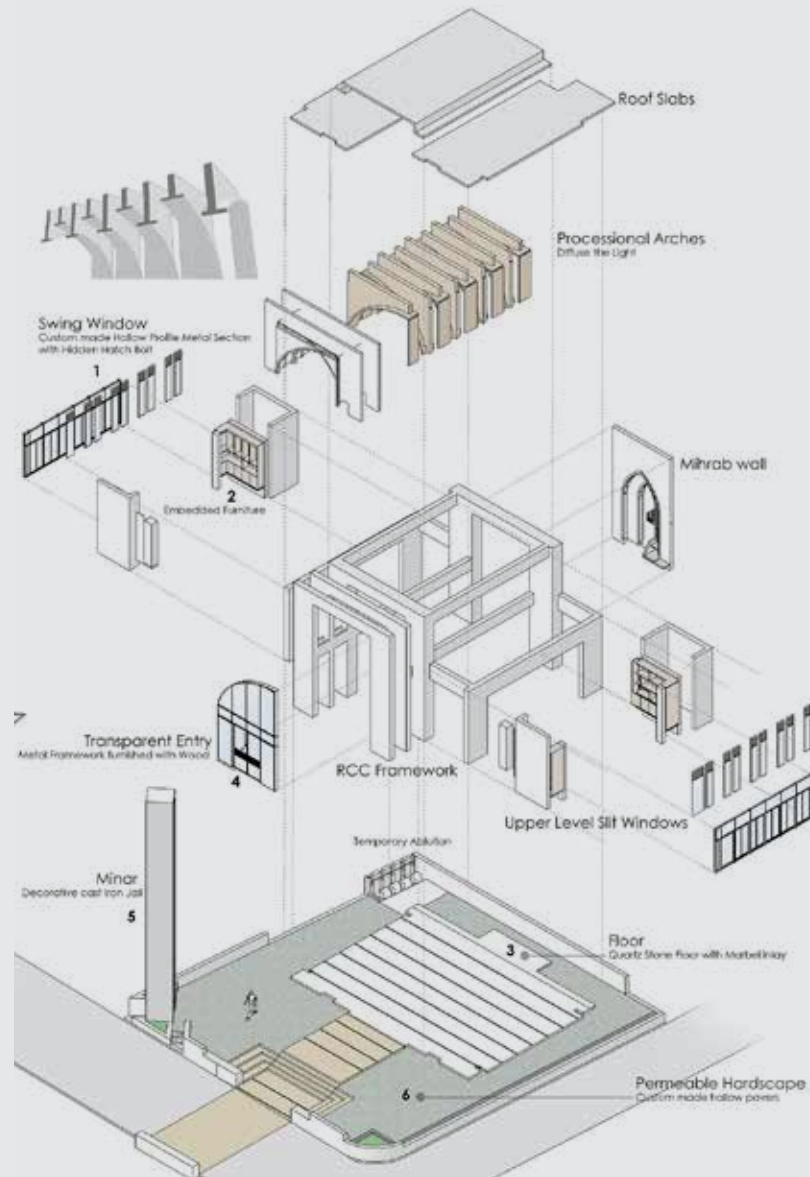 Roof Slabs
Processional Arches
Diffuse the Light
Swing Window
Custom made Hollow Profile Metal Section
with Hidden Hatch Bolt
1
2
Embedded Furniture
Mihrab wall
Transparent Entry
Metal Framework furnished with Wood
4
RCC Framework
Upper Level Slit Windows
Temporary Ablution
Minar
Decorative cast Iron Jali
5
3
Floor
Quartz Stone Floor with Marbel Inlay
6
Permeable Hardscape
Custom made hollow pavers